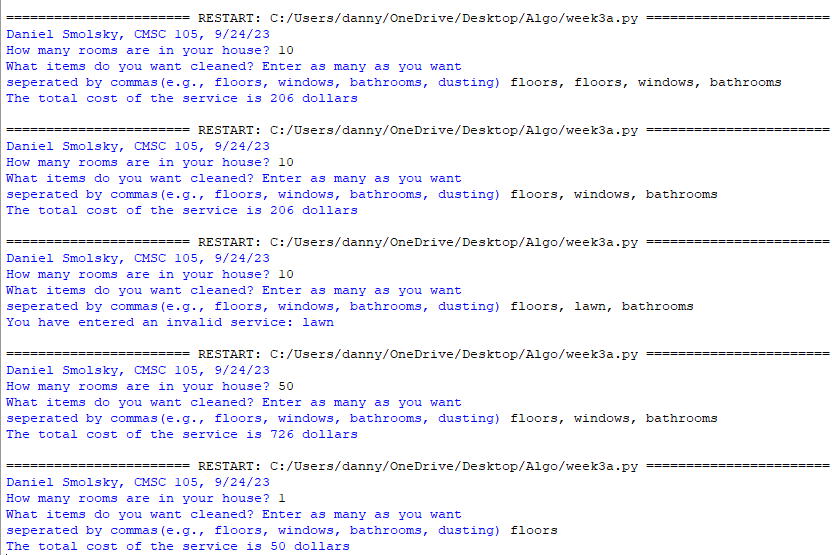 ======================== RESTART: C:/Users/danny/OneDrive/Desktop/Algo/week3a.py =======================
Daniel Smolsky, CMSC 105, 9/24/23
How many rooms are in your house? 10
What items do you want cleaned? Enter as many as you want
seperated by commas(e.g., floors, windows, bathrooms, dusting) floors, floors, windows, bathrooms
The total cost of the service is 206 dollars
======================== RESTART: C:/Users/danny/OneDrive/Desktop/Algo/week3a.py =======================
Daniel Smolsky, CMSC 105, 9/24/23
How many rooms are in your house? 10
What items do you want cleaned? Enter as many as you want
seperated by commas(e.g., floors, windows, bathrooms, dusting) floors, windows, bathrooms
The total cost of the service is 206 dollars
======================== RESTART: C:/Users/danny/OneDrive/Desktop/Algo/week3a.py =======================
Daniel Smolsky, CMSC 105, 9/24/23
How many rooms are in your house? 10
What items do you want cleaned? Enter as many as you want
seperated by commas(e.g., floors, windows, bathrooms, dusting) floors, lawn, bathrooms
You have entered an invalid service: lawn
======================== RESTART: C:/Users/danny/OneDrive/Desktop/Algo/week3a.py =======================
Daniel Smolsky, CMSC 105, 9/24/23
How many rooms are in your house? 50
What items do you want cleaned? Enter as many as you want
seperated by commas(e.g., floors, windows, bathrooms, dusting) floors, windows, bathrooms
The total cost of the service is 726 dollars
======================== RESTART: C:/Users/danny/OneDrive/Desktop/Algo/week3a.py =======================
Daniel Smolsky, CMSC 105, 9/24/23
How many rooms are in your house? 1
What items do you want cleaned? Enter as many as you want
seperated by commas(e.g., floors, windows, bathrooms, dusting) floors
The total cost of the service is 50 dollars